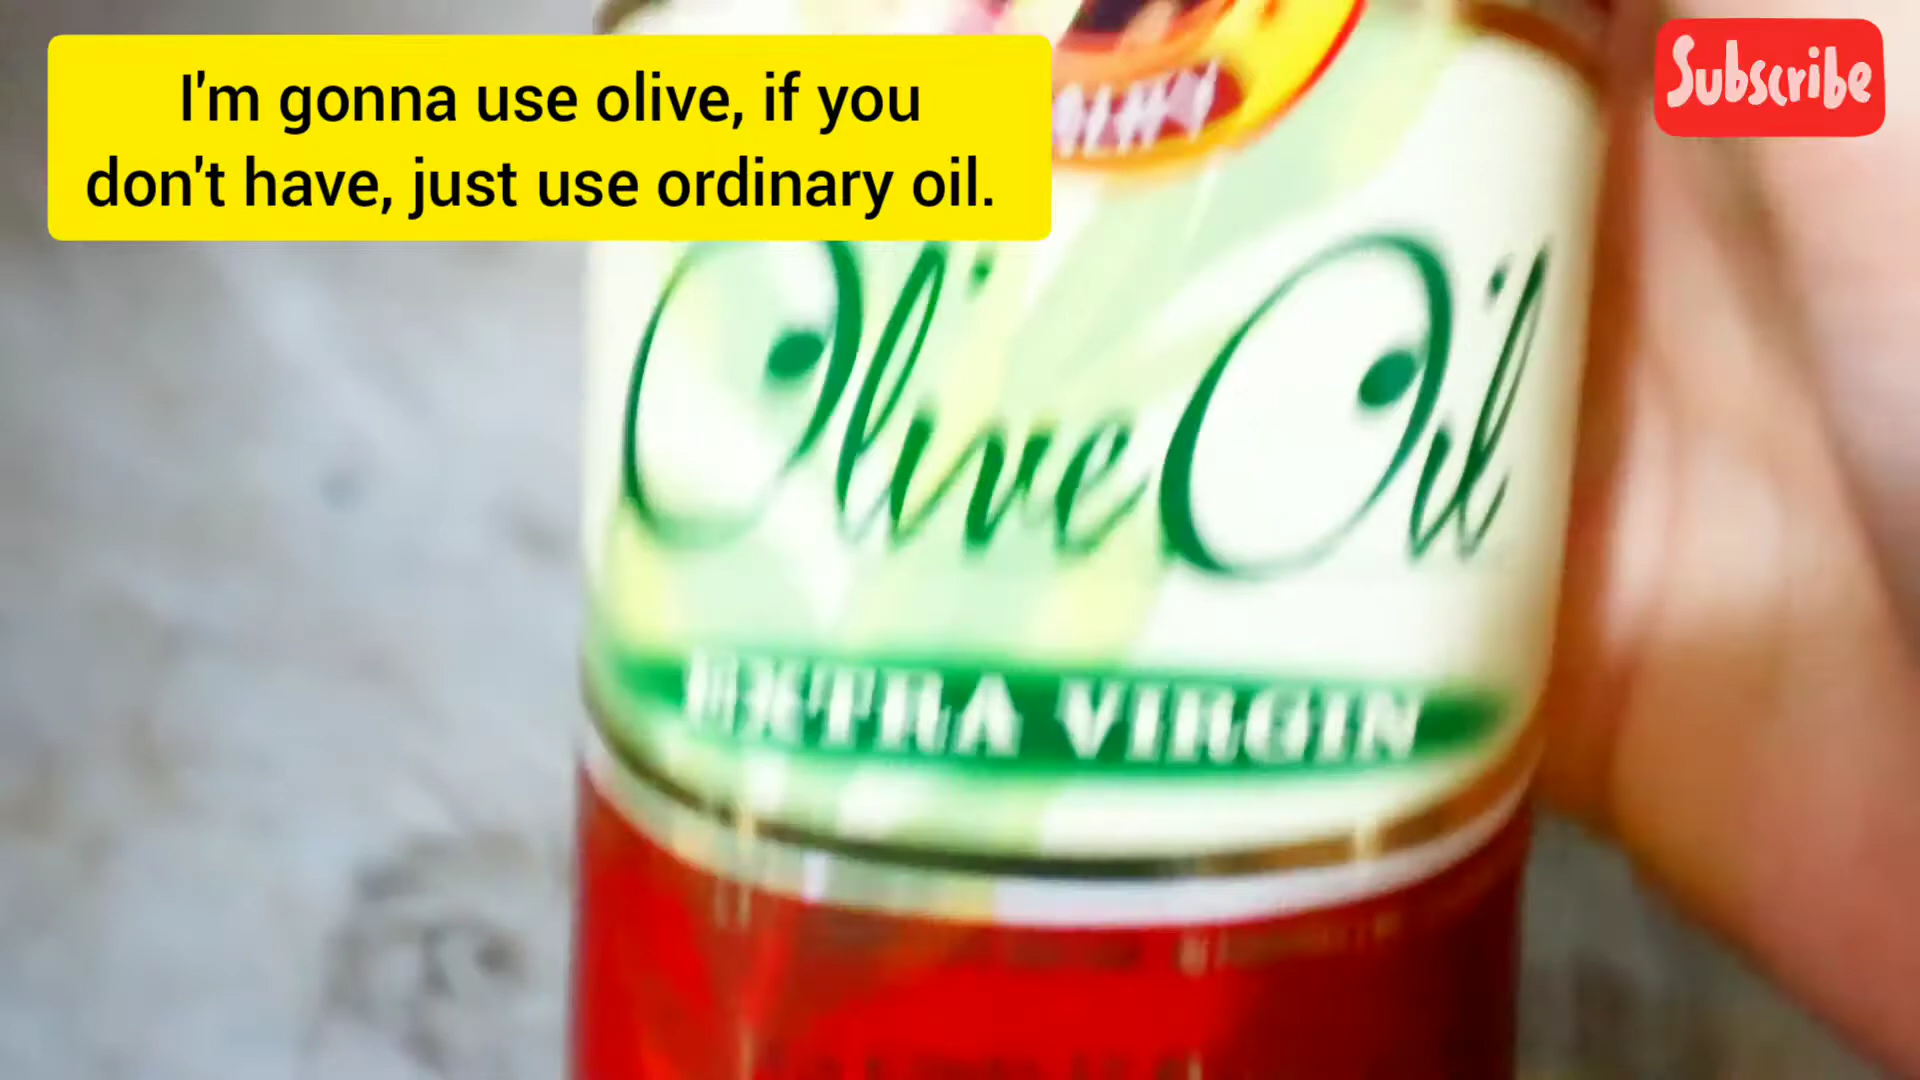 I'm gonna use olive, if you
don't have, just use ordinary oil.
Subscribe
Olive Oil
EXTRA VIRGIN